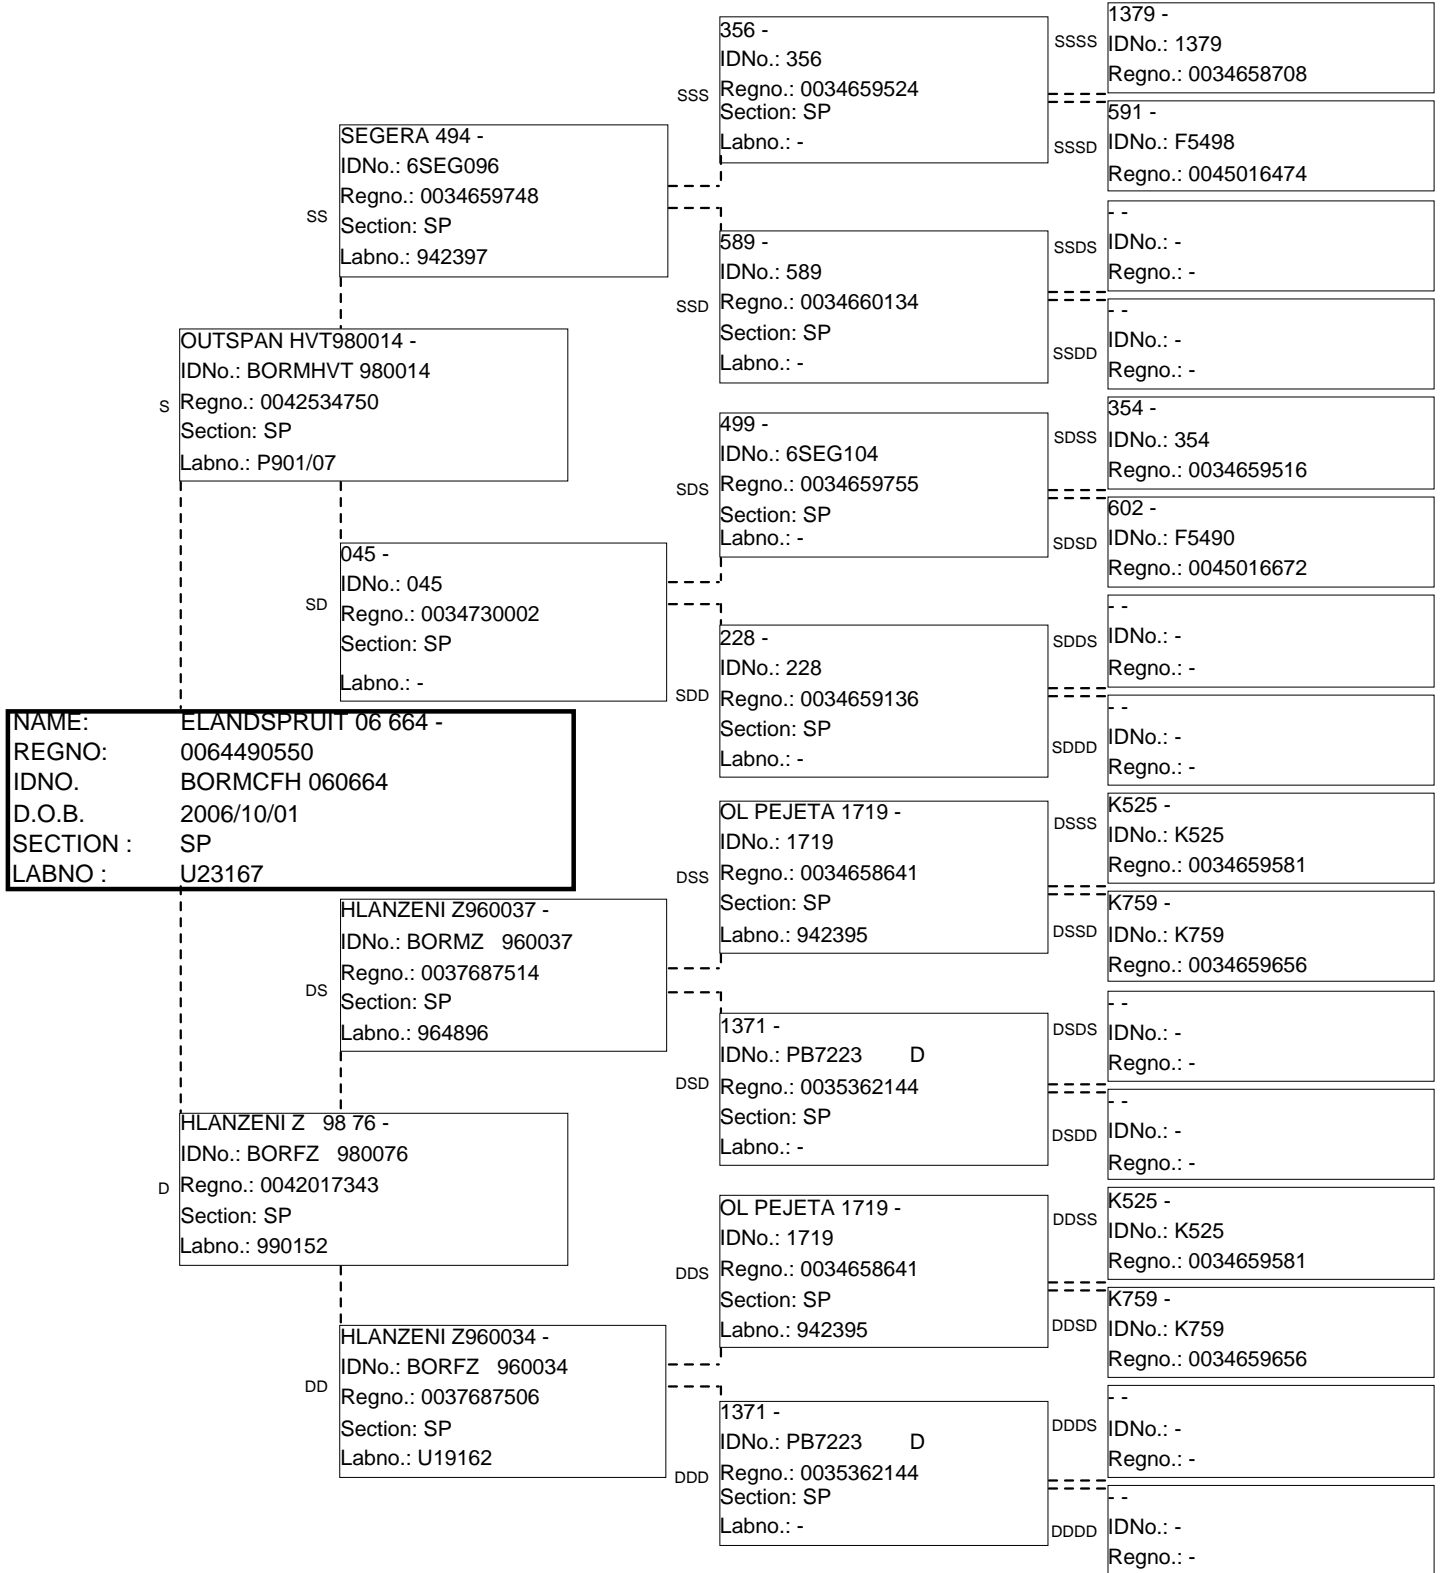 NAME: ELANDSPRUIT 06 664 -
REGNO: 0064490550
IDNO. BORMCFH 060664
D.O.B. 2006/10/01
SECTION : SP
LABNO : U23167
S
OUTSPAN HVT980014 -
IDNo.: BORMHVT 980014
Regno.: 0042534750
Section: SP
Labno.: P901/07
D
HLANZENI Z 98 76 -
IDNo.: BORFZ 980076
Regno.: 0042017343
Section: SP
Labno.: 990152
SS
SEGERA 494 -
IDNo.: 6SEG096
Regno.: 0034659748
Section: SP
Labno.: 942397
SD
045 -
IDNo.: 045
Regno.: 0034730002
Section: SP
Labno.: -
DS
HLANZENI Z960037 -
IDNo.: BORMZ 960037
Regno.: 0037687514
Section: SP
Labno.: 964896
DD
HLANZENI Z960034 -
IDNo.: BORFZ 960034
Regno.: 0037687506
Section: SP
Labno.: U19162
SSS
356 -
IDNo.: 356
Regno.: 0034659524
Section: SP
Labno.: -
SSD
589 -
IDNo.: 589
Regno.: 0034660134
Section: SP
Labno.: -
SDS
499 -
IDNo.: 6SEG104
Regno.: 0034659755
Section: SP
Labno.: -
SDD
228 -
IDNo.: 228
Regno.: 0034659136
Section: SP
Labno.: -
DSS
OL PEJETA 1719 -
IDNo.: 1719
Regno.: 0034658641
Section: SP
Labno.: 942395
DSD
1371 -
IDNo.: PB7223 D
Regno.: 0035362144
Section: SP
Labno.: -
DDS
OL PEJETA 1719 -
IDNo.: 1719
Regno.: 0034658641
Section: SP
Labno.: 942395
DDD
1371 -
IDNo.: PB7223 D
Regno.: 0035362144
Section: SP
Labno.: -
SSSS
1379 -
IDNo.: 1379
Regno.: 0034658708
SSSD
591 -
IDNo.: F5498
Regno.: 0045016474
SSDS
- -
IDNo.: -
Regno.: -
SSDD
- -
IDNo.: -
Regno.: -
SDSS
354 -
IDNo.: 354
Regno.: 0034659516
SDSD
602 -
IDNo.: F5490
Regno.: 0045016672
SDDS
- -
IDNo.: -
Regno.: -
SDDD
- -
IDNo.: -
Regno.: -
DSSS
K525 -
IDNo.: K525
Regno.: 0034659581
DSSD
K759 -
IDNo.: K759
Regno.: 0034659656
DSDS
- -
IDNo.: -
Regno.: -
DSDD
- -
IDNo.: -
Regno.: -
DDSS
K525 -
IDNo.: K525
Regno.: 0034659581
DDSD
K759 -
IDNo.: K759
Regno.: 0034659656
DDDS
- -
IDNo.: -
Regno.: -
DDDD
- -
IDNo.: -
Regno.: -